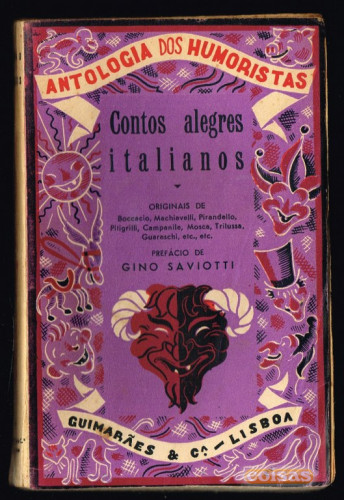 ANTOLOGIA DOS HUMORISTAS
Contos alegres
italianos
ORIGINAIS DE
Boccacio, Machiavelli, Pirandello,
Pitigrilli, Campanile, Mosca, Trilussa,
Guareschi, etc., etc.
PREFÁCIO DE
GINO SAVIOTTI
GUIMARÃES & Cª - LISBOA
COISAS